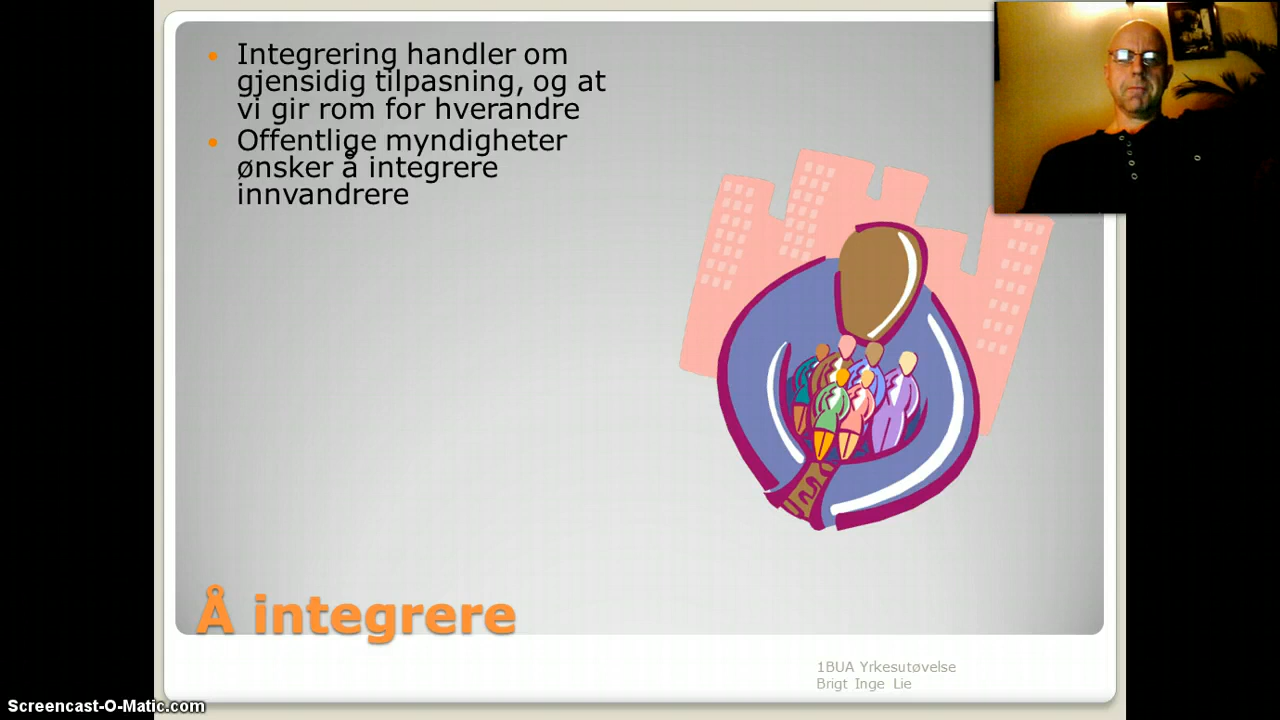 Integrering handler om
gjensidig tilpasning, og at
vi gir rom for hverandre
Offentlige myndigheter
ønsker å integrere
innvandrere
Å integrere
1BUA Yrkesutøvelse
Brigt Inge Lie
Screencast-O-Matic.com